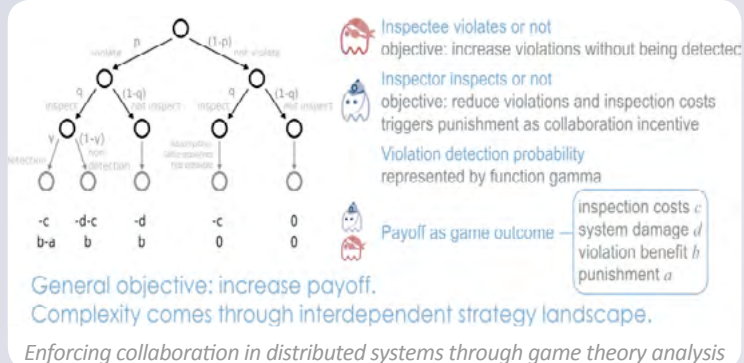 p
(1-p)
violate
not violate
q
(1-q)
q
(1-q)
inspect
not inspect
inspect
not inspect
(1-v)
detection
non-
detection
-c
-d-c
-d
-c
0
b-a
b
b
0
0
Inspectee violates or not
objective: increase violations without being detected
Inspector inspects or not
objective: reduce violations and inspection costs
triggers punishment as collaboration incentive
Violation detection probability
represented by function gamma
Payoff as game outcome
inspection costs c
system damage d
violation benefit b
punishment a
General objective: increase payoff.
Complexity comes through interdependent strategy landscape.
Enforcing collaboration in distributed systems through game theory analysis